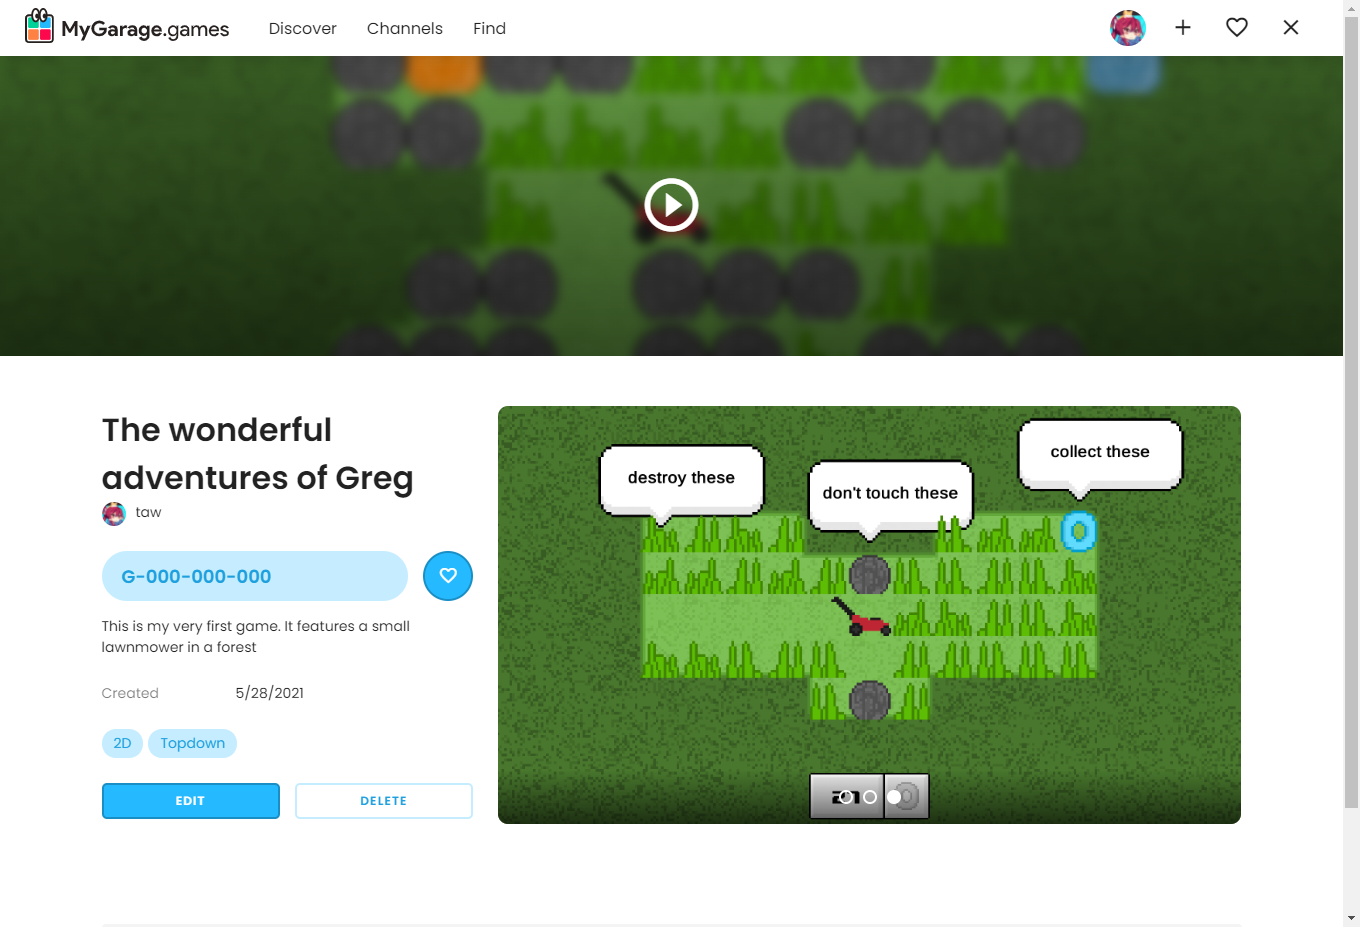 MyGarage.games Discover Channels Find
The wonderful
adventures of Greg
taw
G-000-000-000
This is my very first game. It features a small
lawnmower in a forest
Created 5/28/2021
2D Topdown
EDIT DELETE
destroy these
don't touch these
collect these